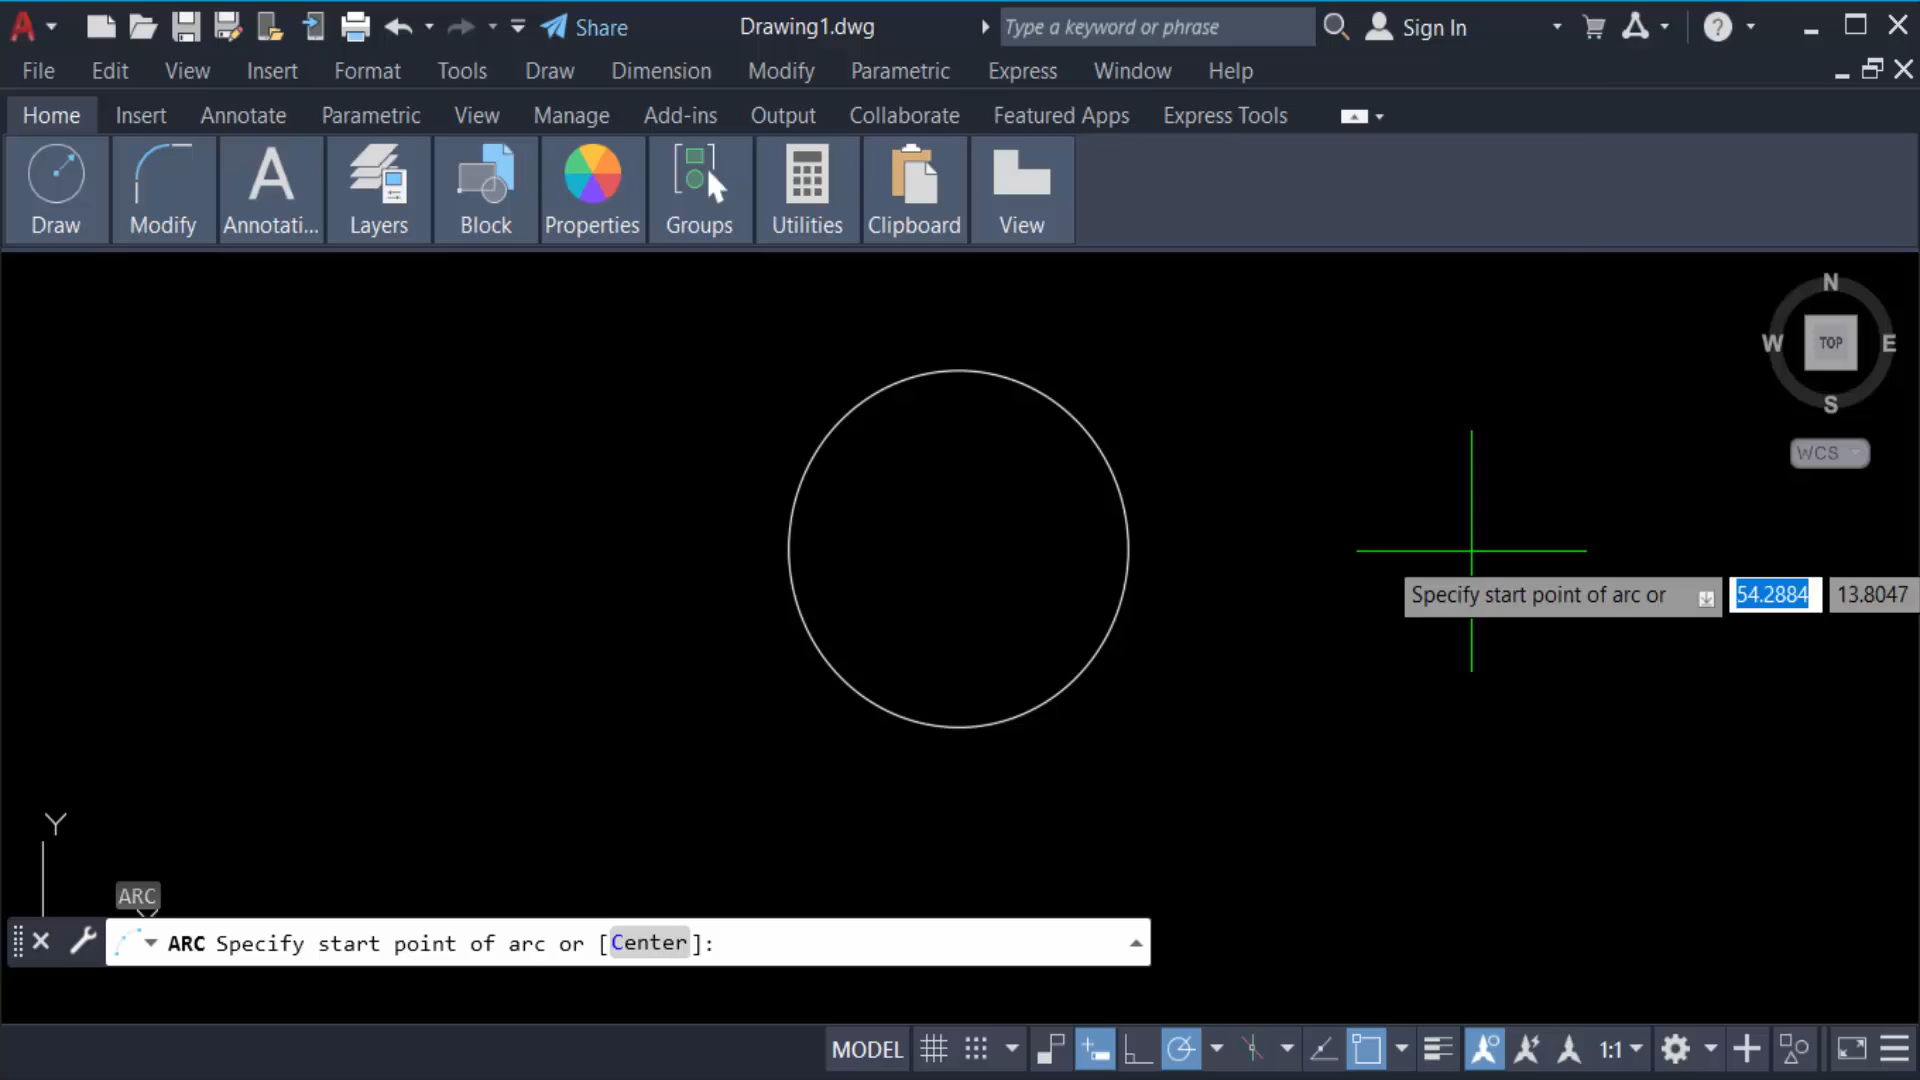 Share
Drawing1.dwg
Type a keyword or phrase
Sign In
File Edit View Insert Format Tools Draw Dimension Modify Parametric Express Window Help
Home Insert Annotate Parametric View Manage Add-ins Output Collaborate Featured Apps Express Tools
Draw Modify Annotati... Layers Block Properties Groups Utilities Clipboard View
N
W TOP E
S
WCS
Specify start point of arc or 54.2884 13.8047
Y
ARC
ARC Specify start point of arc or [Center]:
MODEL 1:1